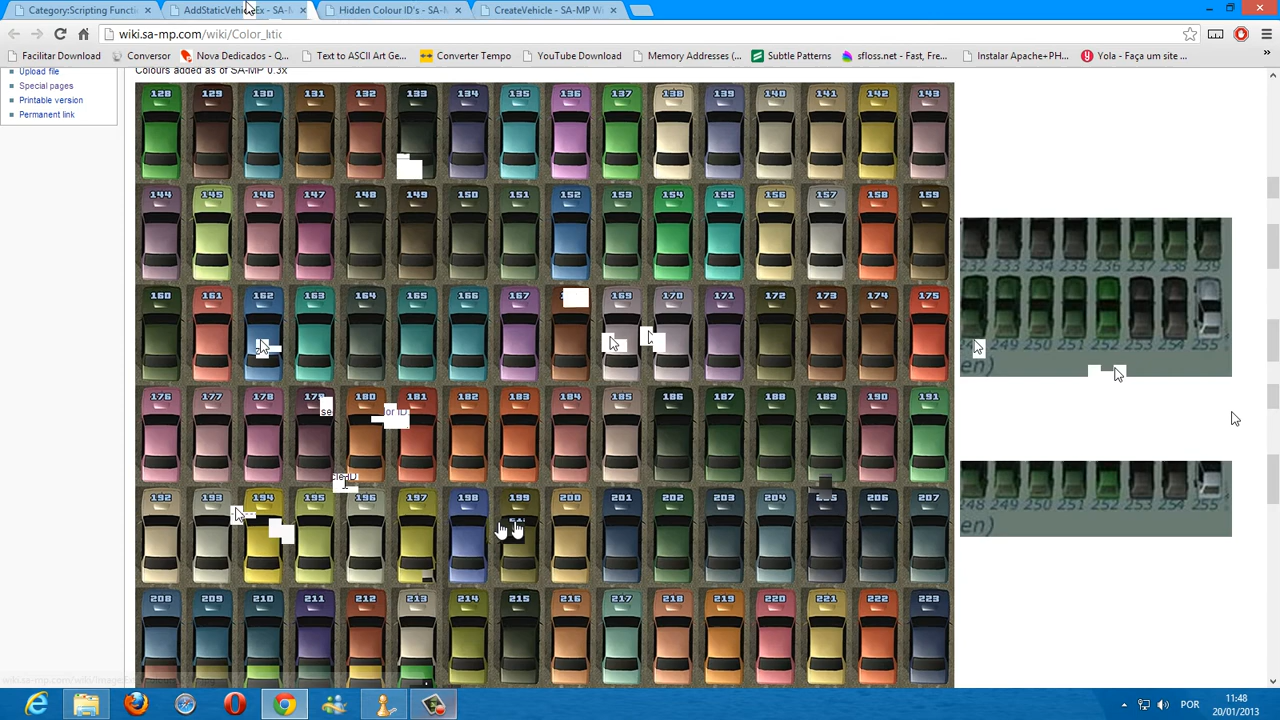 Category:Scripting Functi
AddStaticVehicleEx - SA-M
Hidden Colour ID's - SA-M
CreateVehicle - SA-MP Wi
wiki.sa-mp.com/wiki/Color_
Facilitar Download
Conversor
Nova Dedicados - Q...
Text to ASCII Art G...
Converter Tempo
YouTube Download
Memory Addresses (...
Subtle Patterns
sfloss.net - Fast, Fre...
Instalar Apache+PH...
Yola - Faça um site ...
»
Upload file
Special pages
Printable version
Permanent link
Colours added as of SA-MP 0.3x
128 129 130 131 132 133 134 135 136 137 138 139 140 141 142 143
144 145 146 147 148 149 150 151 152 153 154 155 156 157 158 159
160 161 162 163 164 165 166 167 169 170 171 172 173 174 175
176 177 178 179 180 181 182 183 184 185 186 187 188 189 190 191
192 193 194 195 196 197 198 199 200 201 202 203 204 206 207
208 209 210 211 212 213 214 215 216 217 218 219 220 221 222 223
233 234 235 236 237 238 239
249 250 251 252 253 254 255
en)
248 249 250 251 252 253 254 255
en)
se
or ID
POR
11:48
20/01/2013